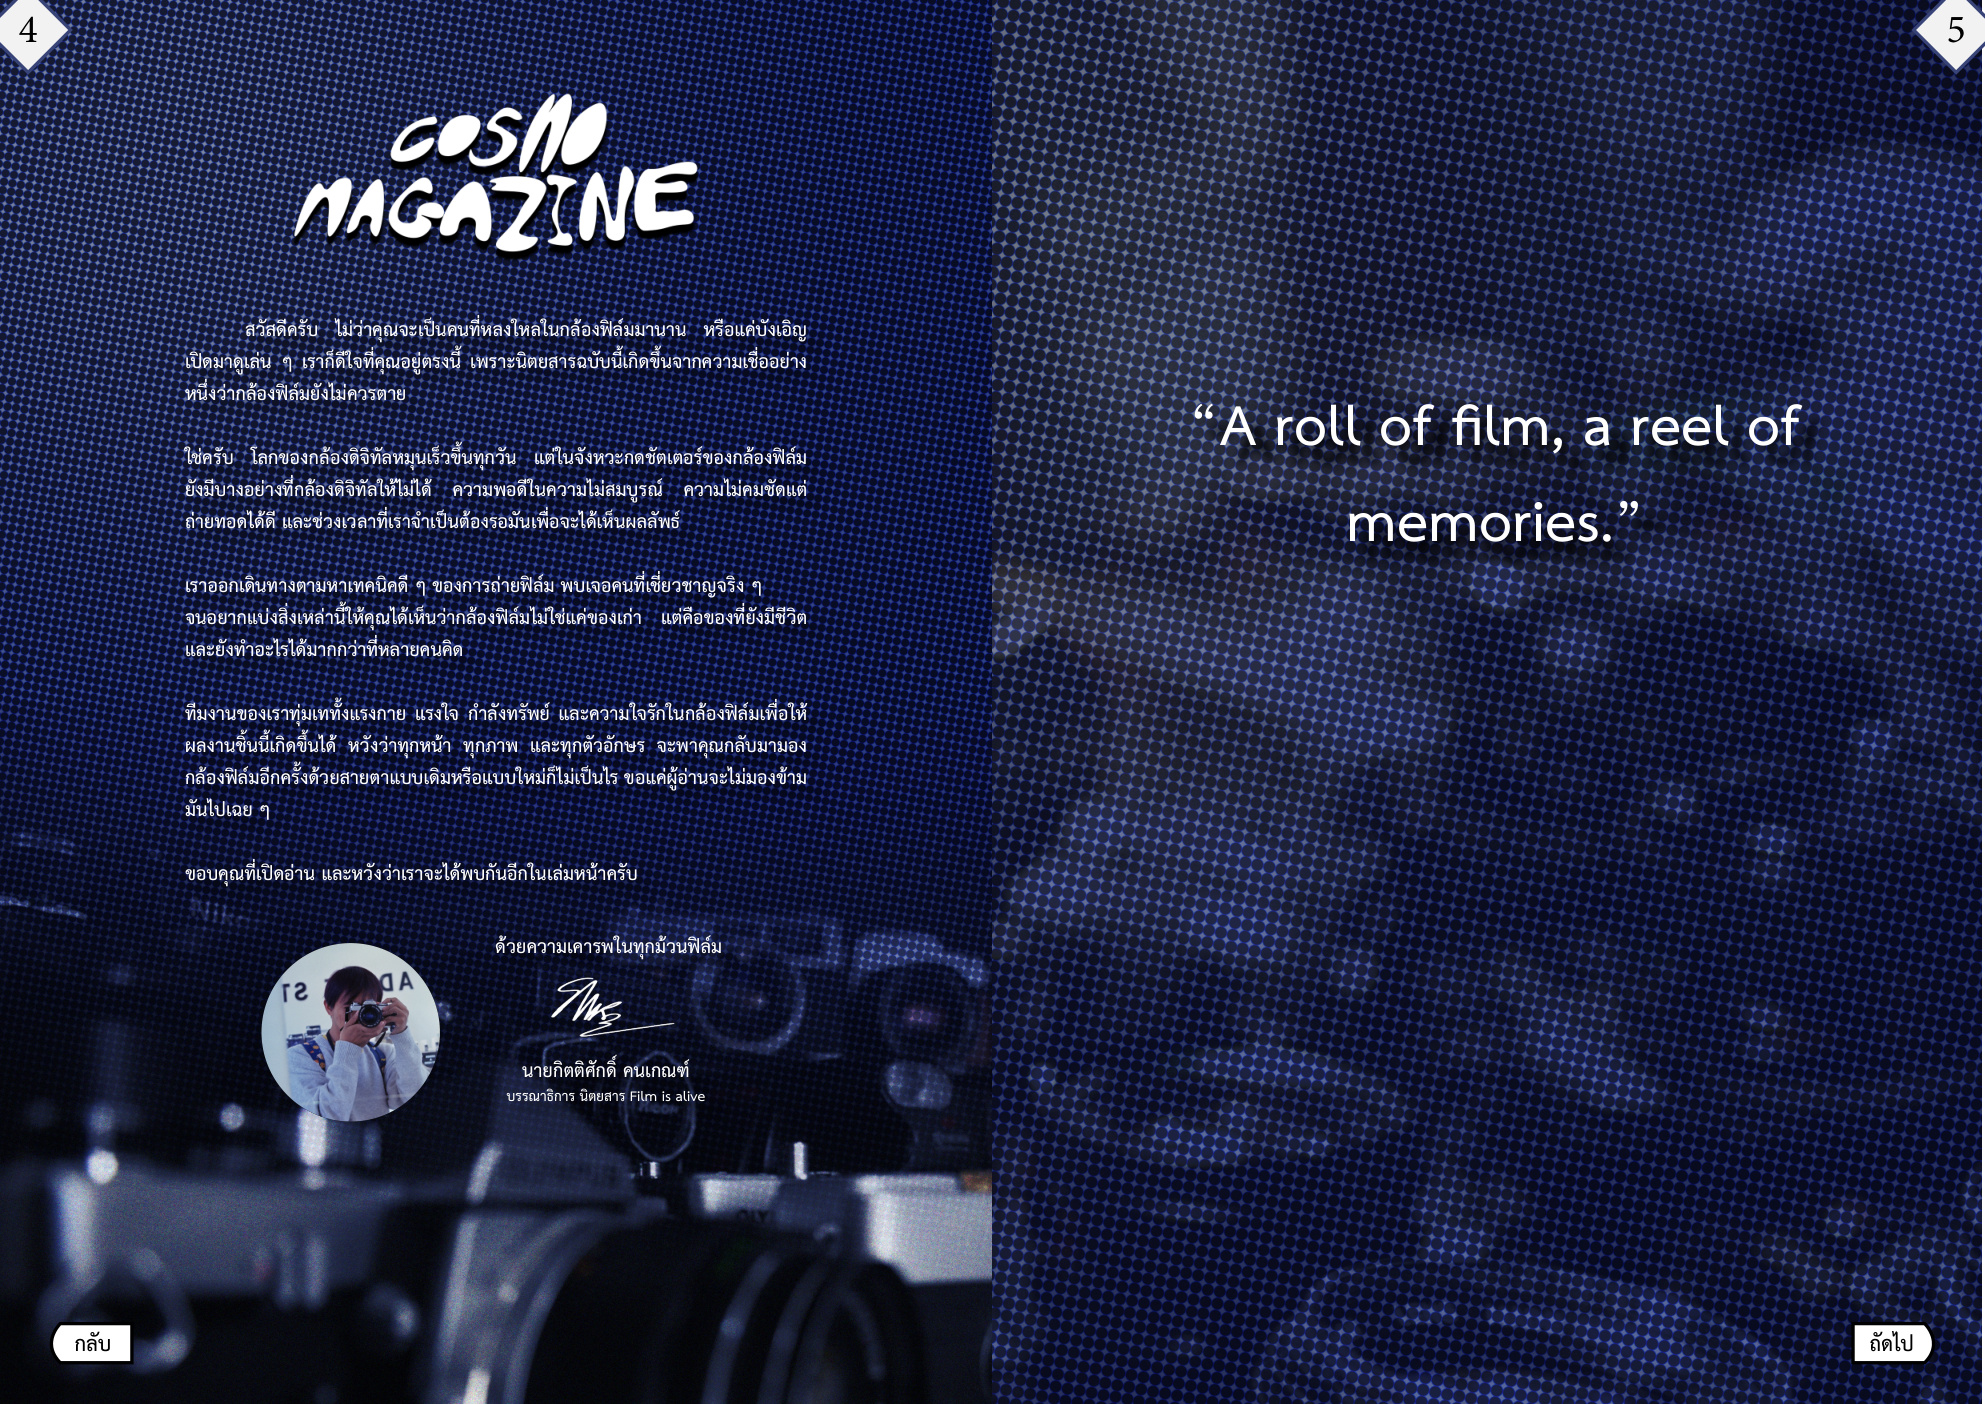 4
COSMO
MAGAZINE
สวัสดีครับ ไม่ว่าคุณจะเป็นคนที่หลงใหลในกล้องฟิล์มมานาน หรือแค่บังเอิญ
เปิดมาดูเล่น ๆ เราก็ดีใจที่คุณอยู่ตรงนี้ เพราะนิตยสารฉบับนี้เกิดขึ้นจากความเชื่ออย่าง
หนึ่งว่ากล้องฟิล์มยังไม่ควรตาย
ใช่ครับ โลกของกล้องดิจิทัลหมุนเร็วขึ้นทุกวัน แต่ในจังหวะกดชัตเตอร์ของกล้องฟิล์ม
ยังมีบางอย่างที่กล้องดิจิทัลให้ไม่ได้ ความพอดีในความไม่สมบูรณ์ ความไม่คมชัดแต่
ถ่ายทอดได้ดี และช่วงเวลาที่เราจำเป็นต้องรอมันเพื่อจะได้เห็นผลลัพธ์
เราออกเดินทางตามหาเทคนิคดี ๆ ของการถ่ายฟิล์ม พบเจอคนที่เชี่ยวชาญจริง ๆ
จนอยากแบ่งสิ่งเหล่านี้ให้คุณได้เห็นว่ากล้องฟิล์มไม่ใช่แค่ของเก่า แต่คือของที่ยังมีชีวิต
และยังทำอะไรได้มากกว่าที่หลายคนคิด
ทีมงานของเราทุ่มเททั้งแรงกาย แรงใจ กำลังทรัพย์ และความใจรักในกล้องฟิล์มเพื่อให้
ผลงานชิ้นนี้เกิดขึ้นได้ หวังว่าทุกหน้า ทุกภาพ และทุกตัวอักษร จะพาคุณกลับมามอง
กล้องฟิล์มอีกครั้งด้วยสายตาแบบเดิมหรือแบบใหม่ก็ไม่เป็นไร ขอแค่ผู้อ่านจะไม่มองข้าม
มันไปเฉย ๆ
ขอบคุณที่เปิดอ่าน และหวังว่าเราจะได้พบกันอีกในเล่มหน้าครับ
ด้วยความเคารพในทุกม้วนฟิล์ม
นายกิตติศักดิ์ คนเกณฑ์
บรรณาธิการ นิตยสาร Film is alive
กลับ
5
“A roll of film, a reel of
memories.”
ถัดไป